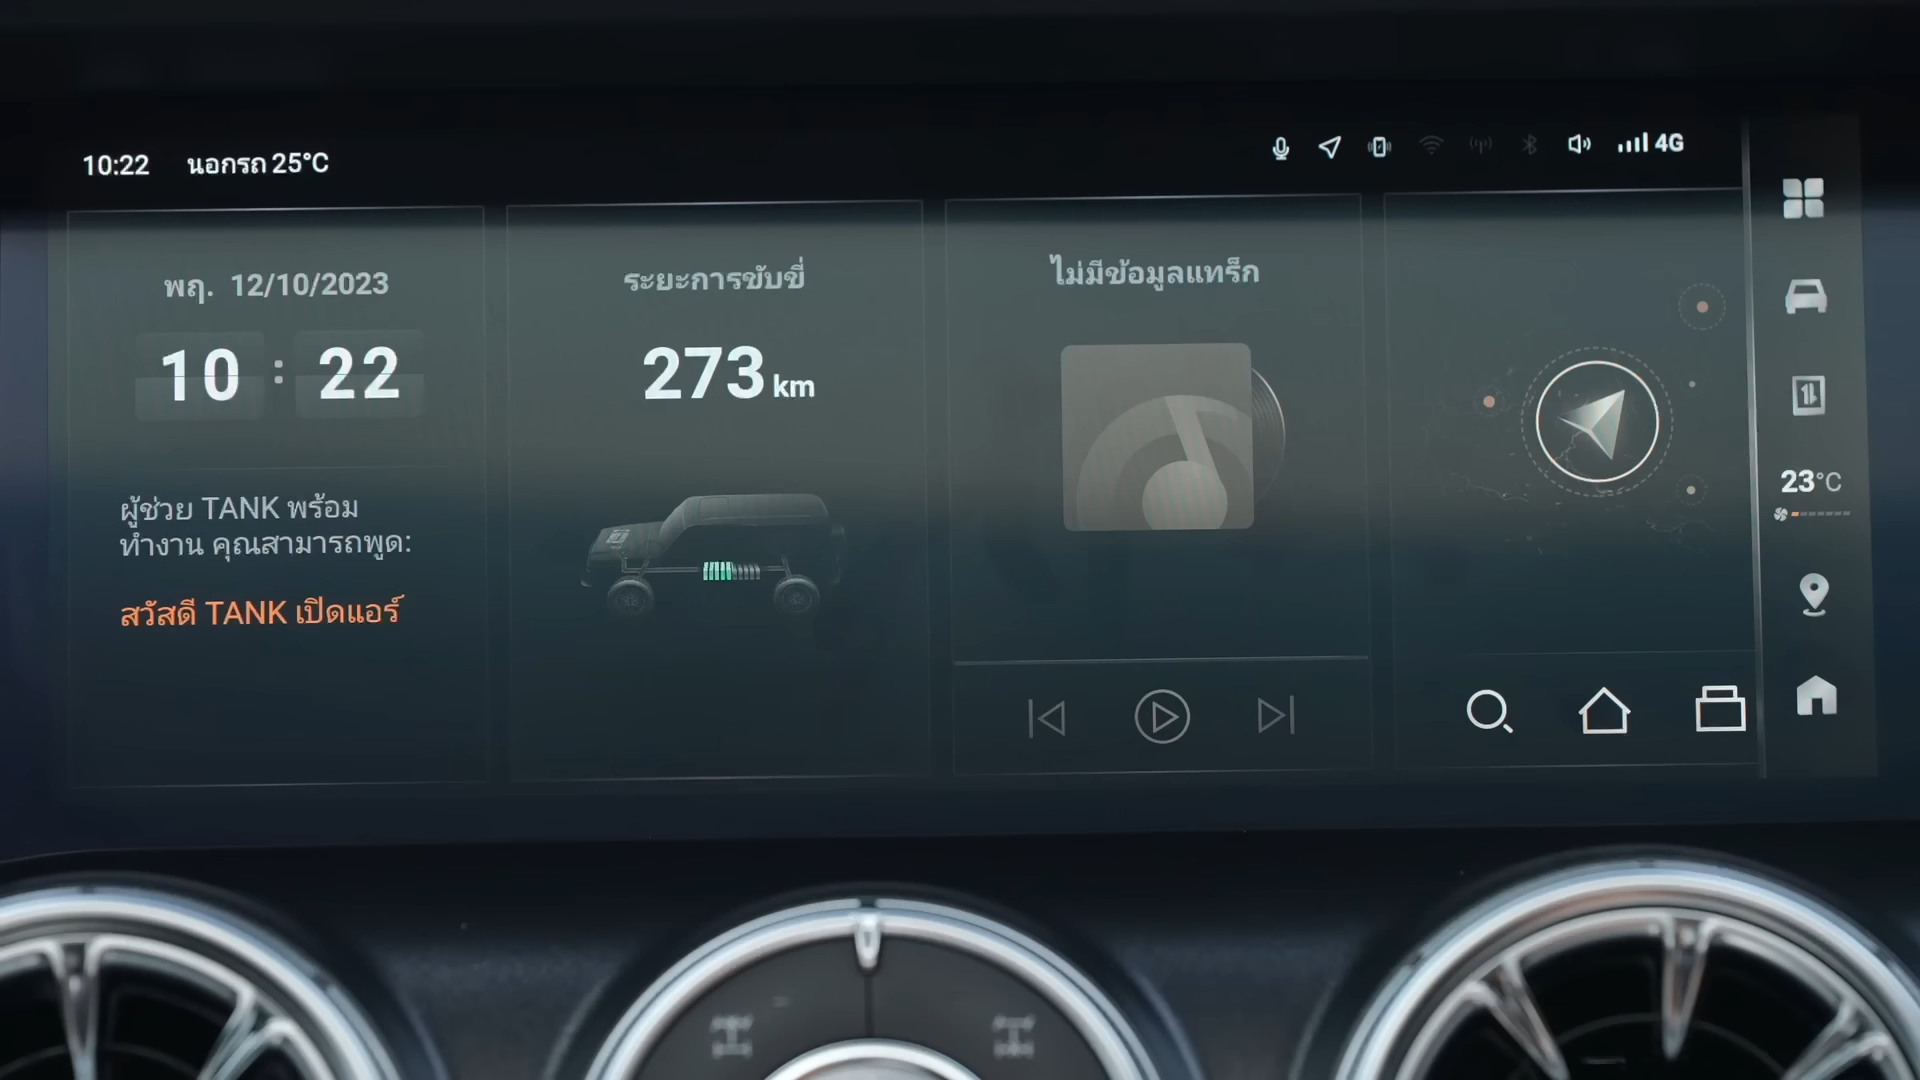 10:22 นอกรถ 25°C
4G
พฤ. 12/10/2023
10 : 22
ผู้ช่วย TANK พร้อม
ทำงาน คุณสามารถพูด:
สวัสดี TANK เปิดแอร์
ระยะการขับขี่
273 km
ไม่มีข้อมูลแทร็ก
23°C